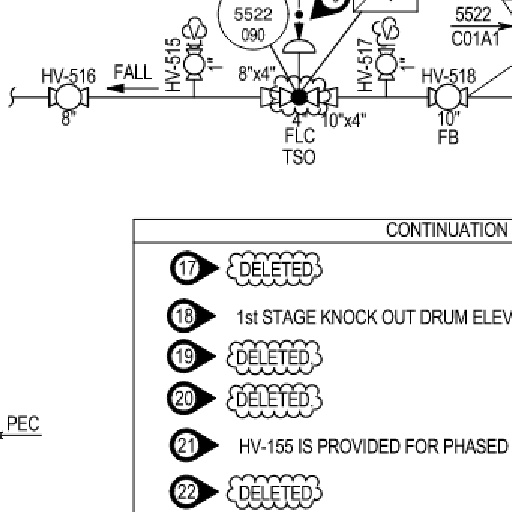 5522
090
5522
C01A1
HV-515
HV-517
HV-516
FALL
8"x4"
HV-518
8"
4"
10"x4"
10"
FLC
FB
TSO
CONTINUATION
17 DELETED
18 1st STAGE KNOCK OUT DRUM ELEV
19 DELETED
20 DELETED
PEC
21 HV-155 IS PROVIDED FOR PHASED
22 DELETED